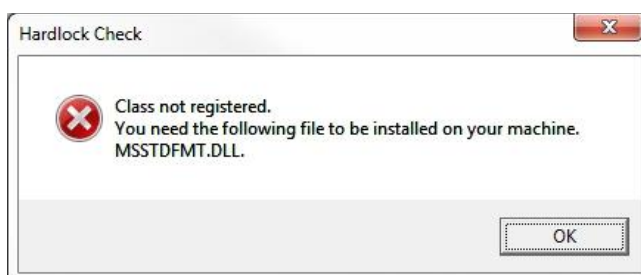 Hardlock Check
Class not registered.
You need the following file to be installed on your machine.
MSSTDFMT.DLL.
OK